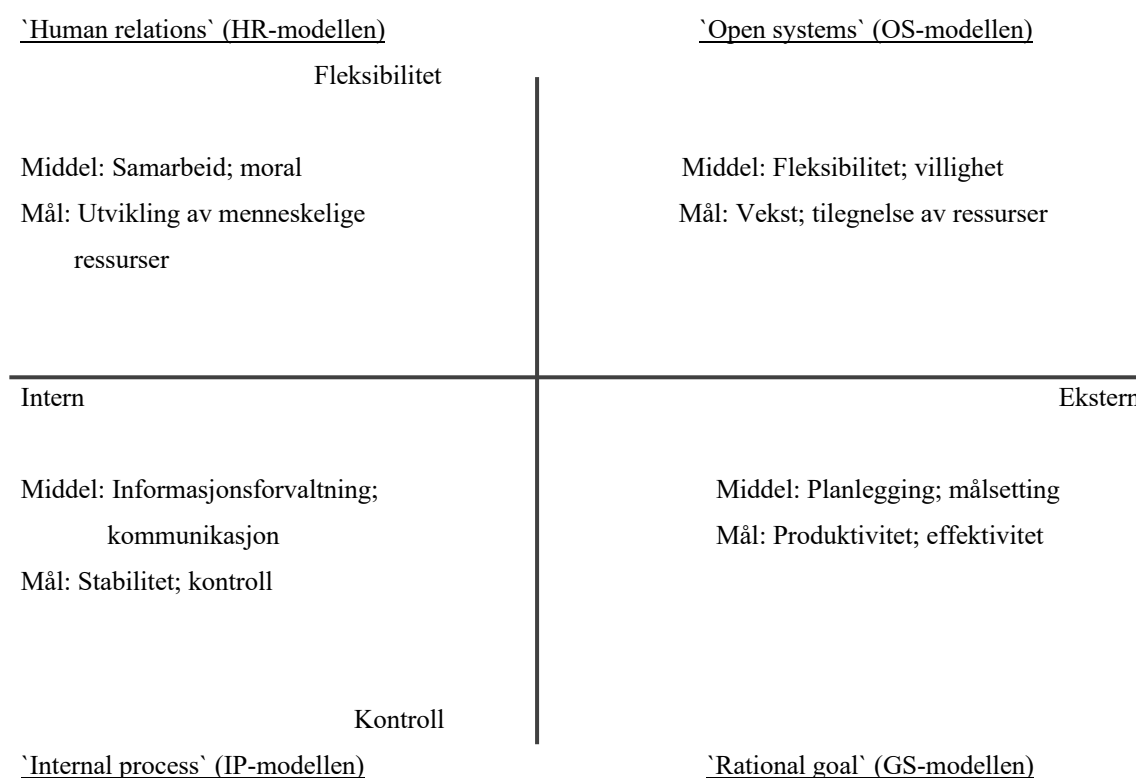 `Human relations` (HR-modellen)
`Open systems` (OS-modellen)
Fleksibilitet
Middel: Samarbeid; moral
Mål: Utvikling av menneskelige
ressurser
Middel: Fleksibilitet; villighet
Mål: Vekst; tilegnelse av ressurser
Intern
Ekstern
Middel: Informasjonsforvaltning;
kommunikasjon
Mål: Stabilitet; kontroll
Middel: Planlegging; målsetting
Mål: Produktivitet; effektivitet
Kontroll
`Internal process` (IP-modellen)
`Rational goal` (GS-modellen)